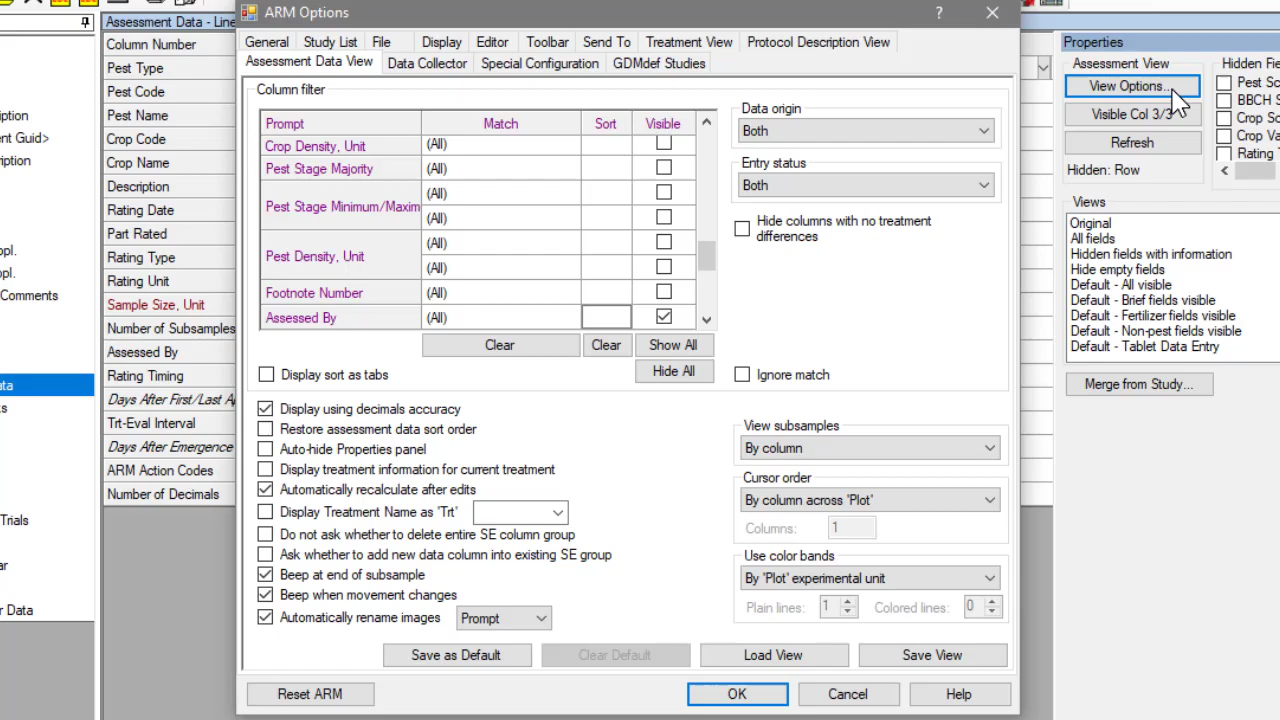 ption
ent Guid>
ription
opl.
pl.
Comments
ata
s
Trials
ar
r Data
Assessment Data - Line
Column Number
Pest Type
Pest Code
Pest Name
Crop Code
Crop Name
Description
Rating Date
Part Rated
Rating Type
Rating Unit
Sample Size, Unit
Number of Subsamples
Assessed By
Rating Timing
Days After First/Last A
Trt-Eval Interval
Days After Emergence
ARM Action Codes
Number of Decimals
ARM Options
?
General Study List File Display Editor Toolbar Send To Treatment View Protocol Description View
Assessment Data View Data Collector Special Configuration GDMdef Studies
Column filter
Prompt Match Sort Visible
Crop Density, Unit (All)
Pest Stage Majority (All)
Pest Stage Minimum/Maxim (All)
(All)
Pest Density, Unit (All)
(All)
Footnote Number (All)
Assessed By (All)
Clear Clear Show All
Hide All
Display sort as tabs
Data origin
Both
Entry status
Both
Hide columns with no treatment
differences
Ignore match
Display using decimals accuracy
Restore assessment data sort order
Auto-hide Properties panel
Display treatment information for current treatment
Automatically recalculate after edits
Display Treatment Name as 'Trt'
Do not ask whether to delete entire SE column group
Ask whether to add new data column into existing SE group
Beep at end of subsample
Beep when movement changes
Automatically rename images Prompt
View subsamples
By column
Cursor order
By column across 'Plot'
Columns: 1
Use color bands
By 'Plot' experimental unit
Plain lines: 1 Colored lines: 0
Save as Default Clear Default Load View Save View
Reset ARM OK Cancel Help
Properties
Assessment View
View Options...
Visible Col 3/3
Refresh
Hidden: Row
Hidden Fie
Pest Sc
BBCH S
Crop Sc
Crop Va
Rating T
Views
Original
All fields
Hidden fields with information
Hide empty fields
Default - All visible
Default - Brief fields visible
Default - Fertilizer fields visible
Default - Non-pest fields visible
Default - Tablet Data Entry
Merge from Study...